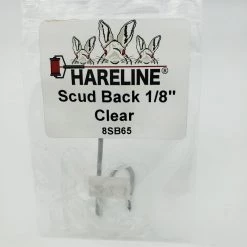 HARELINE®
Scud Back 1/8"
Clear
8SB65